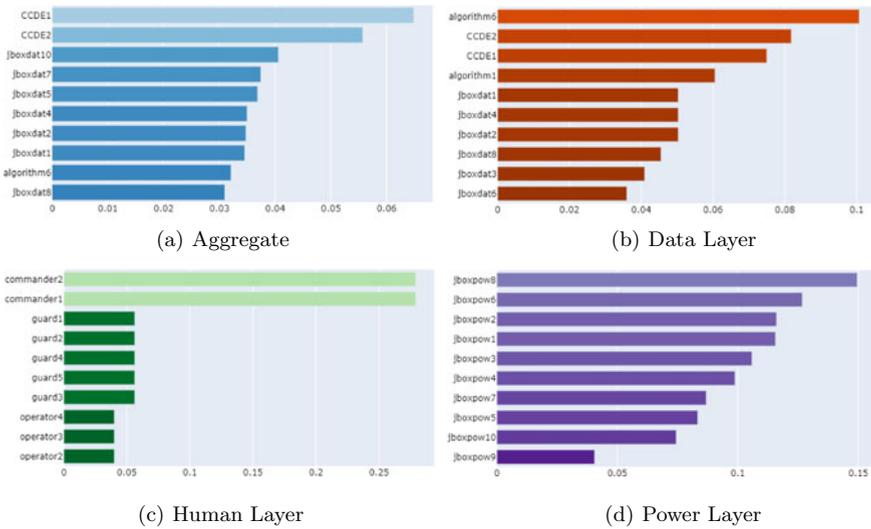 CCDE1
CCDE2
jboxdat10
jboxdat7
jboxdat5
jboxdat4
jboxdat2
jboxdat1
algorithm6
jboxdat8
0 0.01 0.02 0.03 0.04 0.05 0.06
(a) Aggregate
algorithm6
CCDE2
CCDE1
algorithm1
jboxdat1
jboxdat4
jboxdat2
jboxdat8
jboxdat3
jboxdat6
0 0.02 0.04 0.06 0.08 0.1
(b) Data Layer
commander2
commander1
guard1
guard2
guard4
guard5
guard3
operator4
operator3
operator2
0 0.05 0.1 0.15 0.2 0.25
(c) Human Layer
jboxpow8
jboxpow6
jboxpow2
jboxpow1
jboxpow3
jboxpow4
jboxpow7
jboxpow5
jboxpow10
jboxpow9
0 0.05 0.1 0.15
(d) Power Layer